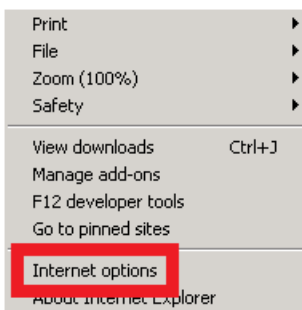 Print
File
Zoom (100%)
Safety
View downloads Ctrl+J
Manage add-ons
F12 developer tools
Go to pinned sites
Internet options
About Internet Explorer